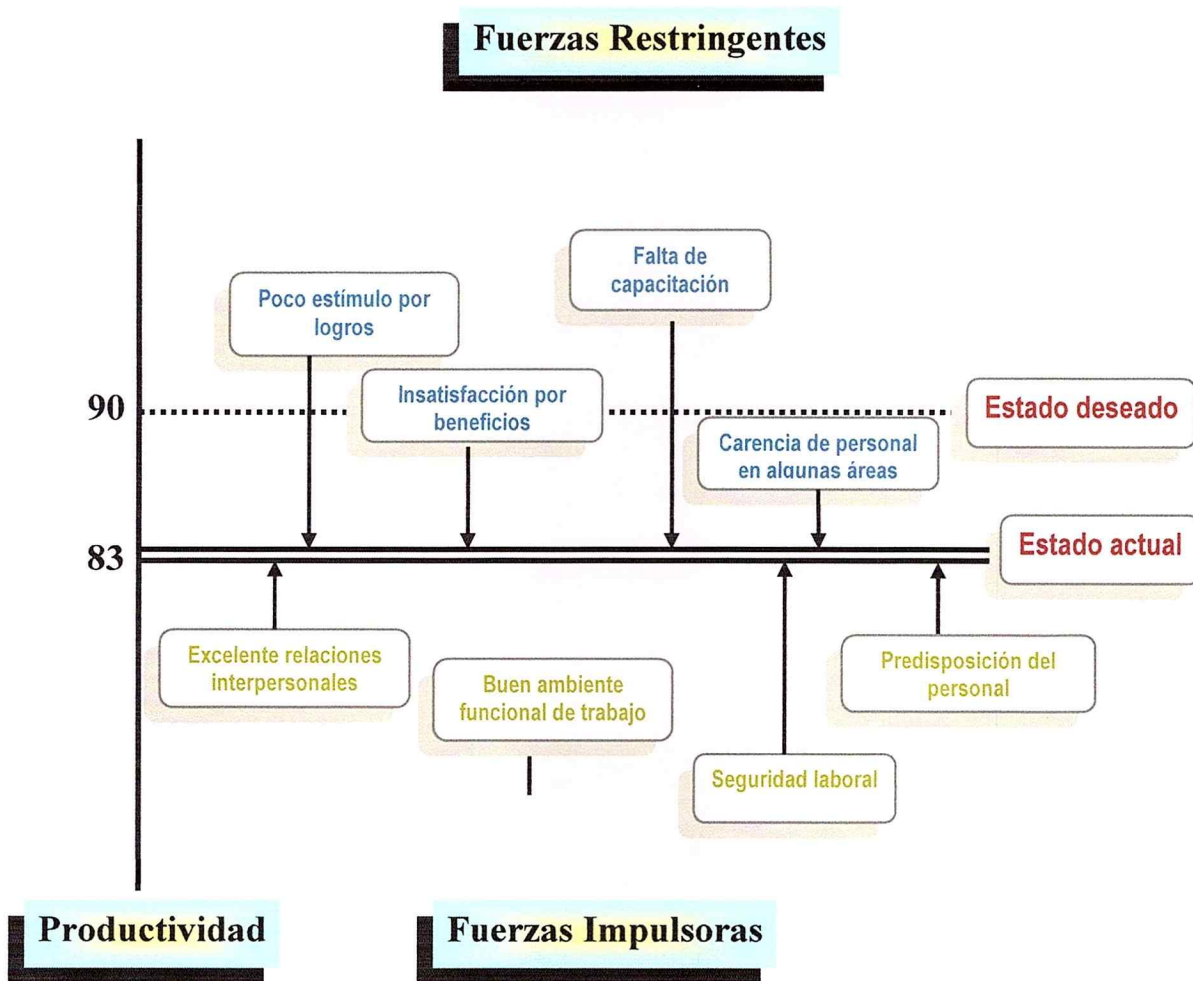 Fuerzas Restringentes
Falta de
capacitación
Poco estímulo por
logros
Insatisfacción por
beneficios
90
Estado deseado
Carencia de personal
en algunas áreas
83
Estado actual
Excelente relaciones
interpersonales
Buen ambiente
funcional de trabajo
Predisposición del
personal
Seguridad laboral
Productividad
Fuerzas Impulsoras